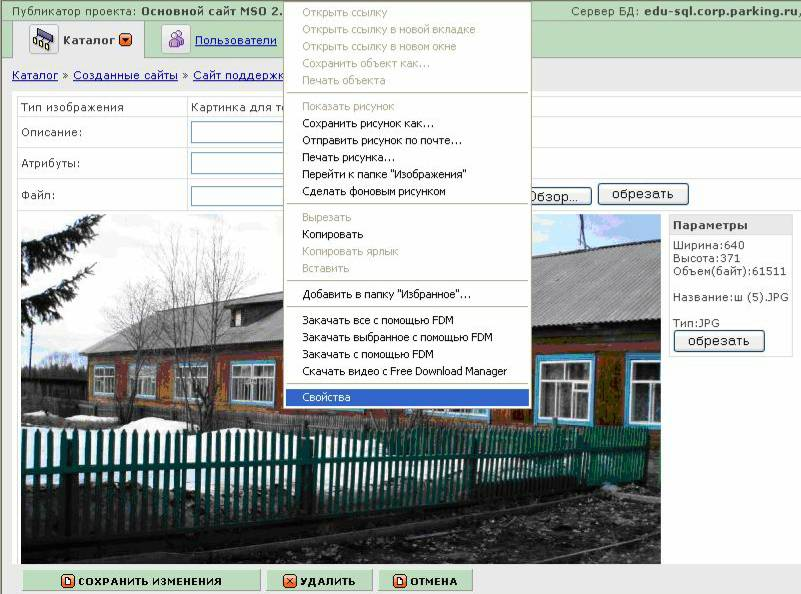 Публикатор проекта: Основной сайт MSO 2.
Сервер БД: edu-sql.corp.parking.ru,
Каталог
Пользователи
Каталог » Созданные сайты » Сайт поддержк
Тип изображения
Картинка для т
Описание:
Атрибуты:
Файл:
Обзор...
обрезать
Открыть ссылку
Открыть ссылку в новой вкладке
Открыть ссылку в новом окне
Сохранить объект как...
Печать объекта
Показать рисунок
Сохранить рисунок как...
Отправить рисунок по почте...
Печать рисунка...
Перейти к папке "Изображения"
Сделать фоновым рисунком
Вырезать
Копировать
Копировать ярлык
Вставить
Добавить в папку "Избранное"...
Закачать все с помощью FDM
Закачать выбранное с помощью FDM
Закачать с помощью FDM
Скачать видео с Free Download Manager
Свойства
Параметры
Ширина:640
Высота:371
Объем(байт):61511
Название:ш (5).JPG
Тип:JPG
обрезать
СОХРАНИТЬ ИЗМЕНЕНИЯ
УДАЛИТЬ
ОТМЕНА